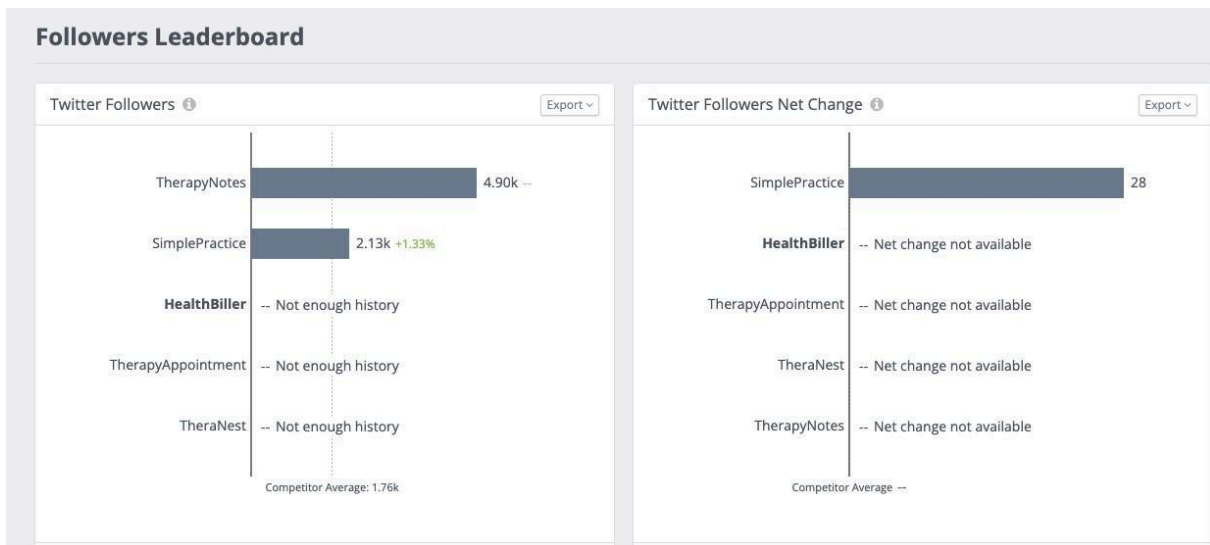 Followers Leaderboard
Twitter Followers
Export
TherapyNotes 4.90k --
SimplePractice 2.13k +1.33%
HealthBiller -- Not enough history
TherapyAppointment -- Not enough history
TheraNest -- Not enough history
Competitor Average: 1.76k
Twitter Followers Net Change
Export
SimplePractice 28
HealthBiller -- Net change not available
TherapyAppointment -- Net change not available
TheraNest -- Net change not available
TherapyNotes -- Net change not available
Competitor Average --